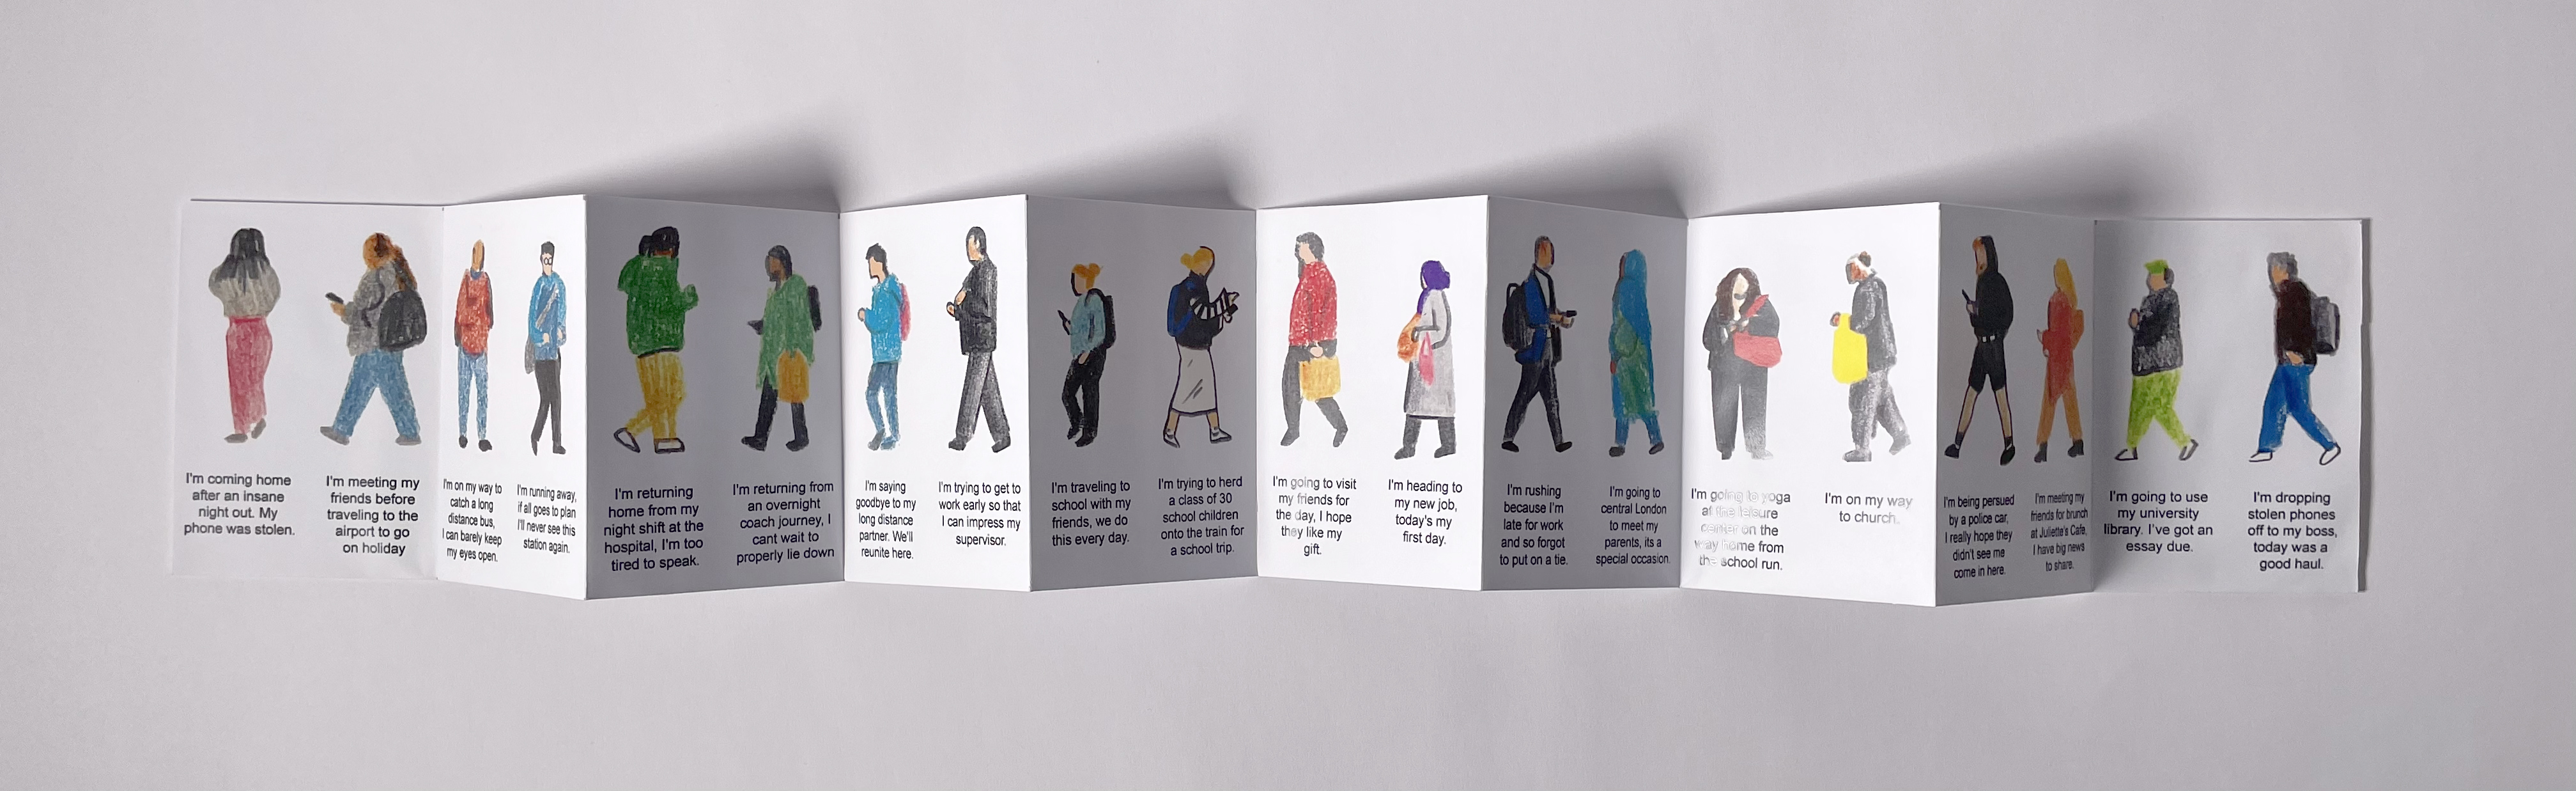 I'm coming home
after an insane
night out. My
phone was stolen.
I'm meeting my
friends before
traveling to the
airport to go
on holiday
I'm on my way to
catch a long
distance bus,
I can barely keep
my eyes open.
I'm running away,
if all goes to plan
I'll never see this
station again.
I'm returning
home from my
night shift at the
hospital, I'm too
tired to speak.
I'm returning from
an overnight
coach journey, I
cant wait to
properly lie down
I'm saying
goodbye to my
long distance
partner. We'll
reunite here.
I'm trying to get to
work early so that
I can impress my
supervisor.
I'm traveling to
school with my
friends, we do
this every day.
I'm trying to herd
a class of 30
school children
onto the train for
a school trip.
I'm going to visit
my friends for
the day, I hope
they like my
gift.
I'm heading to
my new job,
today's my
first day.
I'm rushing
because I'm
late for work
and so forgot
to put on a tie.
I'm going to
central London
to meet my
parents, its a
special occasion.
I'm going to yoga
at the leisure
center on the
way home from
the school run.
I'm on my way
to church.
I'm being persued
by a police car,
I really hope they
didn't see me
come in here.
I'm meeting my
friends for brunch
at Juliette's Cafe,
I have big news
to share.
I'm going to use
my university
library. I've got an
essay due.
I'm dropping
stolen phones
off to my boss,
today was a
good haul.